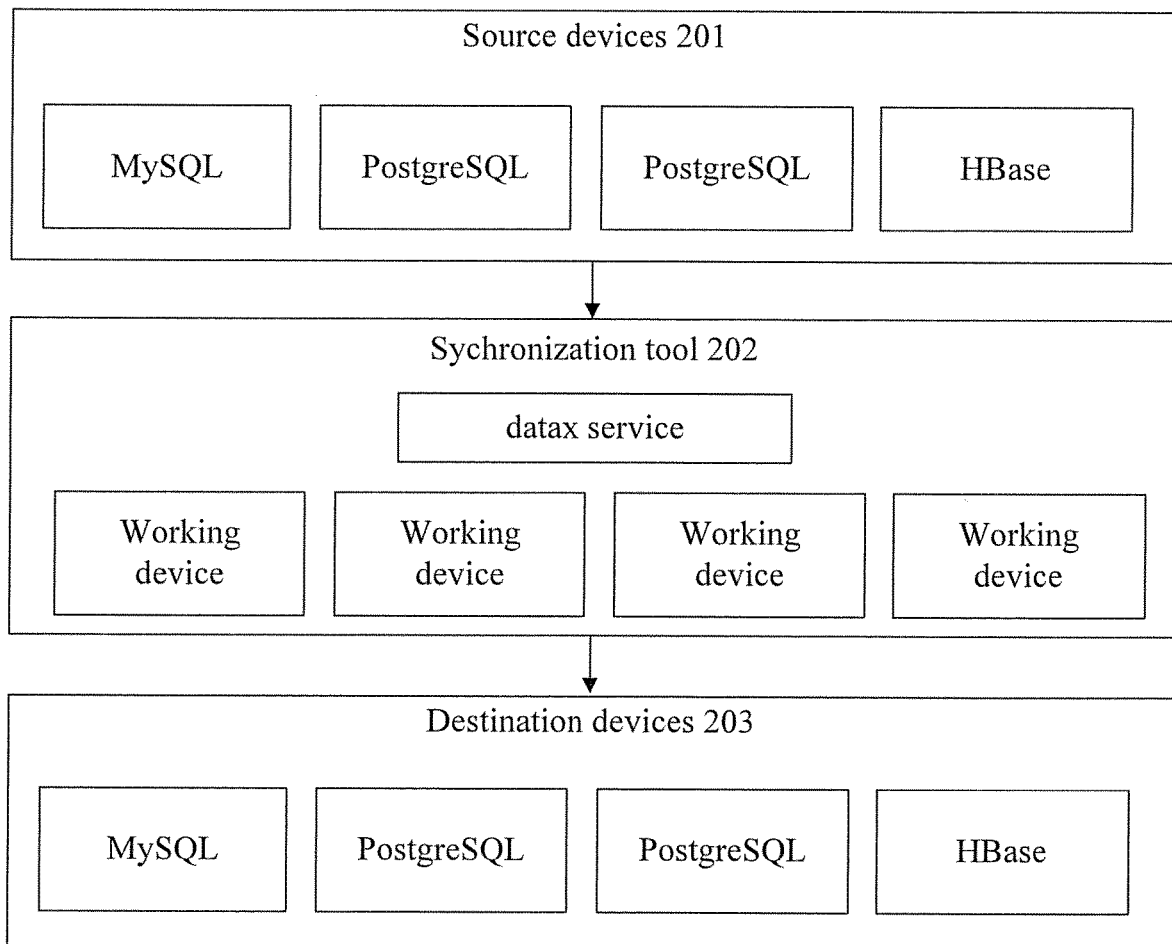 Source devices 201
MySQL
PostgreSQL
PostgreSQL
HBase
Sychronization tool 202
datax service
Working
device
Working
device
Working
device
Working
device
Destination devices 203
MySQL
PostgreSQL
PostgreSQL
HBase